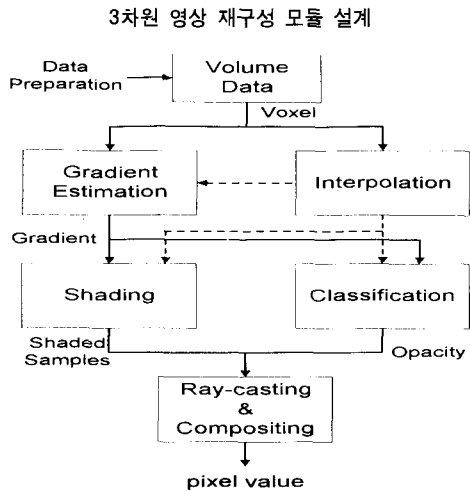 3차원 영상 재구성 모듈 설계
Data
Preparation
Volume
Data
Voxel
Gradient
Estimation
Interpolation
Gradient
Shading
Classification
Shaded
Samples
Opacity
Ray-casting
&
Compositing
pixel value